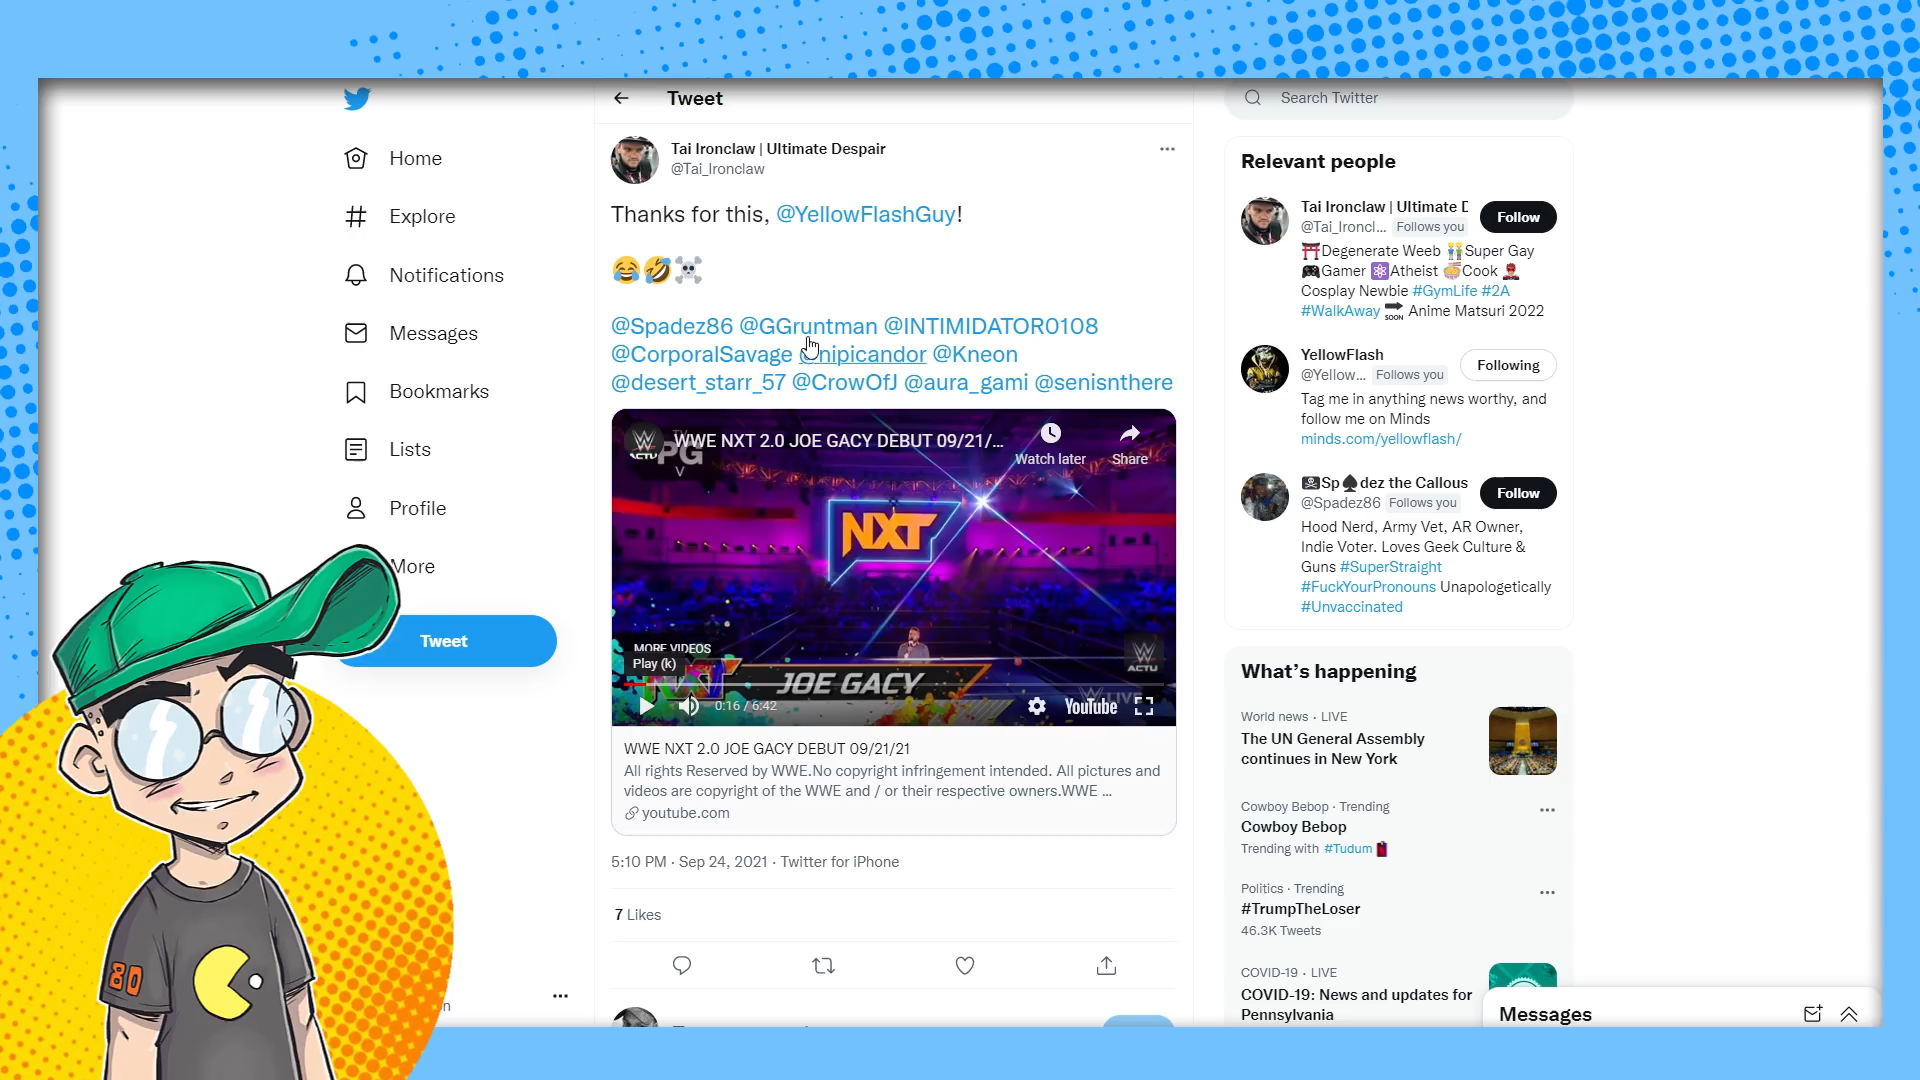 Home
Explore
Notifications
Messages
Bookmarks
Lists
Profile
More
Tweet
80
Tweet
Tai Ironclaw | Ultimate Despair
@Tai_Ironclaw
Thanks for this, @YellowFlashGuy!
😂🤣☠️
@Spadez86 @GGruntman @INTIMIDATOR0108
@CorporalSavage @nipicandor @Kneon
@desert_starr_57 @CrowOfJ @aura_gami @senisnthere
WWE NXT 2.0 JOE GACY DEBUT 09/21/...
Watch later
Share
TV
PG
V
ACTU
NXT
MORE VIDEOS
Play (k)
JOE GACY
ACTU
LIVE
0:16 / 6:42
YouTube
WWE NXT 2.0 JOE GACY DEBUT 09/21/21
All rights Reserved by WWE.No copyright infringement intended. All pictures and
videos are copyright of the WWE and / or their respective owners.WWE ...
youtube.com
5:10 PM · Sep 24, 2021 · Twitter for iPhone
7 Likes
Search Twitter
Relevant people
Tai Ironclaw | Ultimate D
@Tai_Ironcl... Follows you
Follow
⛩️Degenerate Weeb 👬Super Gay
🎮Gamer ⚛️Atheist 🍜Cook
Cosplay Newbie #GymLife #2A
#WalkAway 🔜 Anime Matsuri 2022
YellowFlash
@Yellow... Follows you
Following
Tag me in anything news worthy, and
follow me on Minds
minds.com/yellowflash/
Sp♠dez the Callous
@Spadez86 Follows you
Follow
Hood Nerd, Army Vet, AR Owner,
Indie Voter. Loves Geek Culture &
Guns #SuperStraight
#FuckYourPronouns Unapologetically
#Unvaccinated
What's happening
World news · LIVE
The UN General Assembly
continues in New York
Cowboy Bebop · Trending
Cowboy Bebop
Trending with #Tudum
Politics · Trending
#TrumpTheLoser
46.3K Tweets
COVID-19 · LIVE
COVID-19: News and updates for
Pennsylvania
Messages